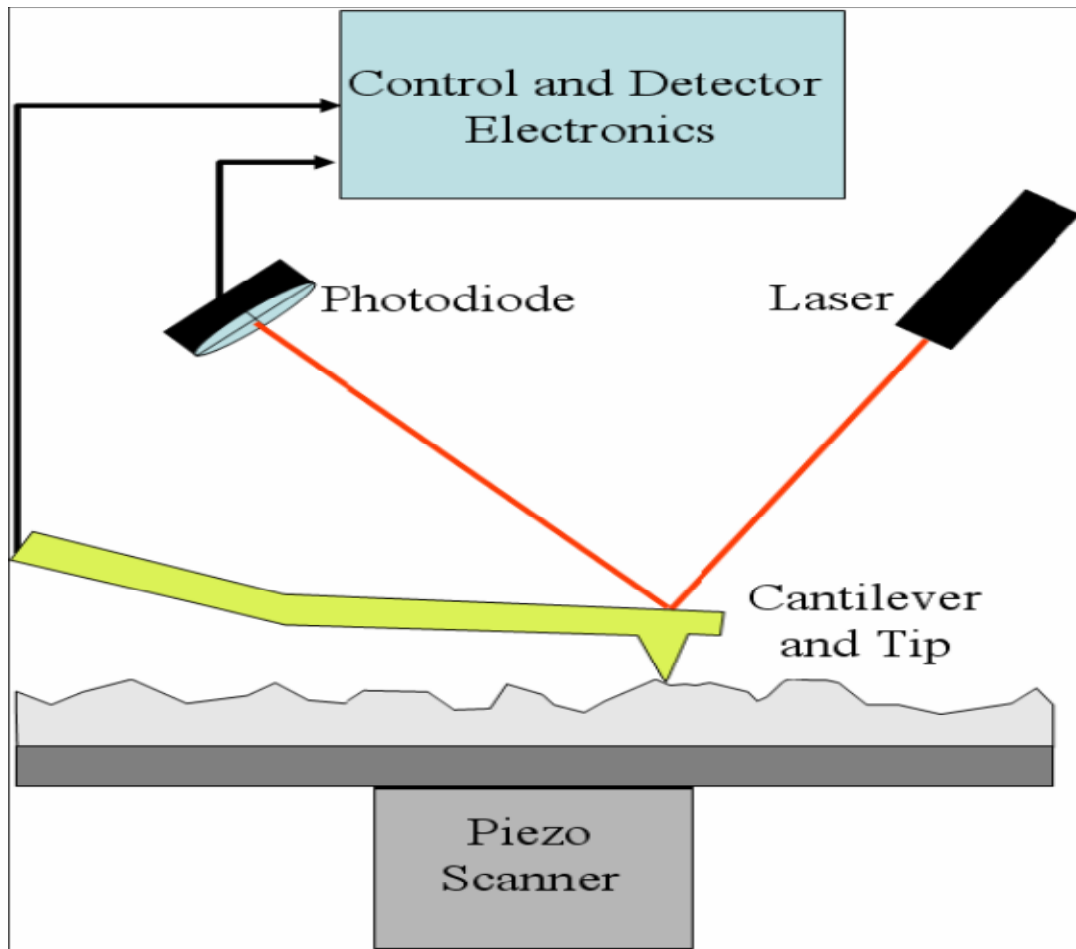 Control and Detector
Electronics
Photodiode
Laser
Cantilever
and Tip
Piezo
Scanner